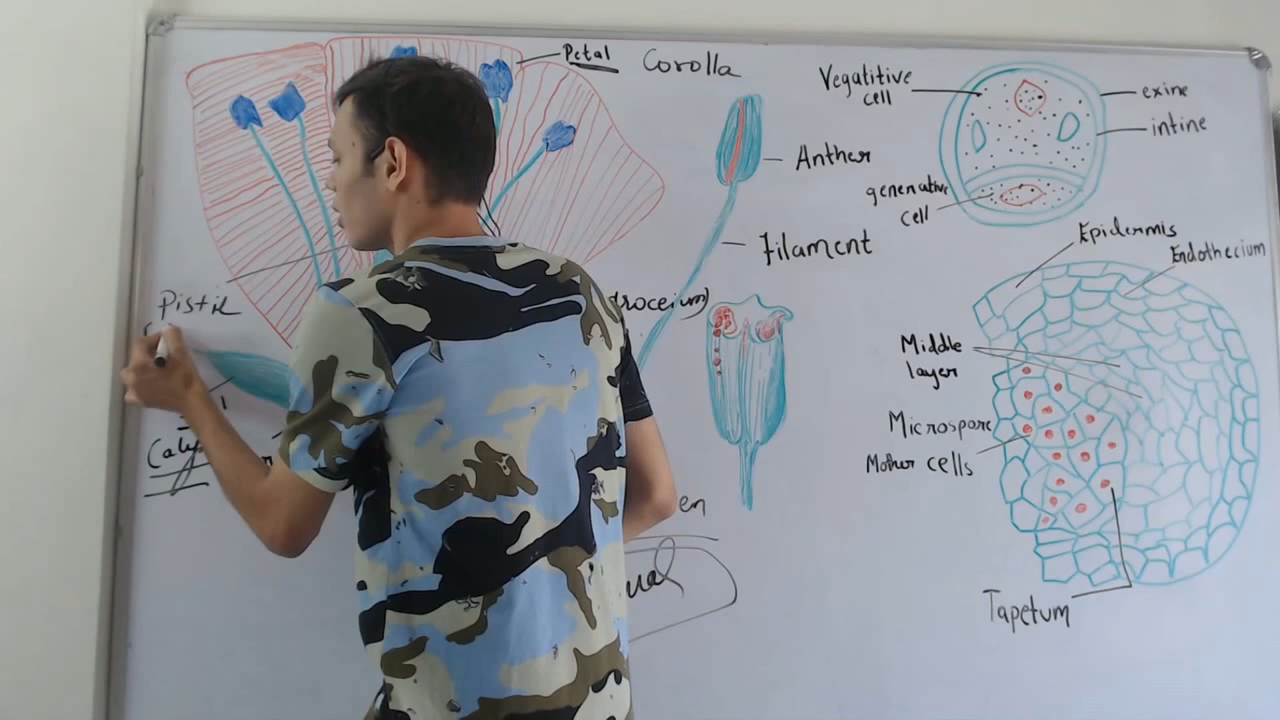 Petal Corolla
Vegatitive
cell
exine
intine
Anther
generative
cell
Filament
Epidermis
Endothecium
Pistil
Middle
layer
Microspore
Mother cells
Tapetum